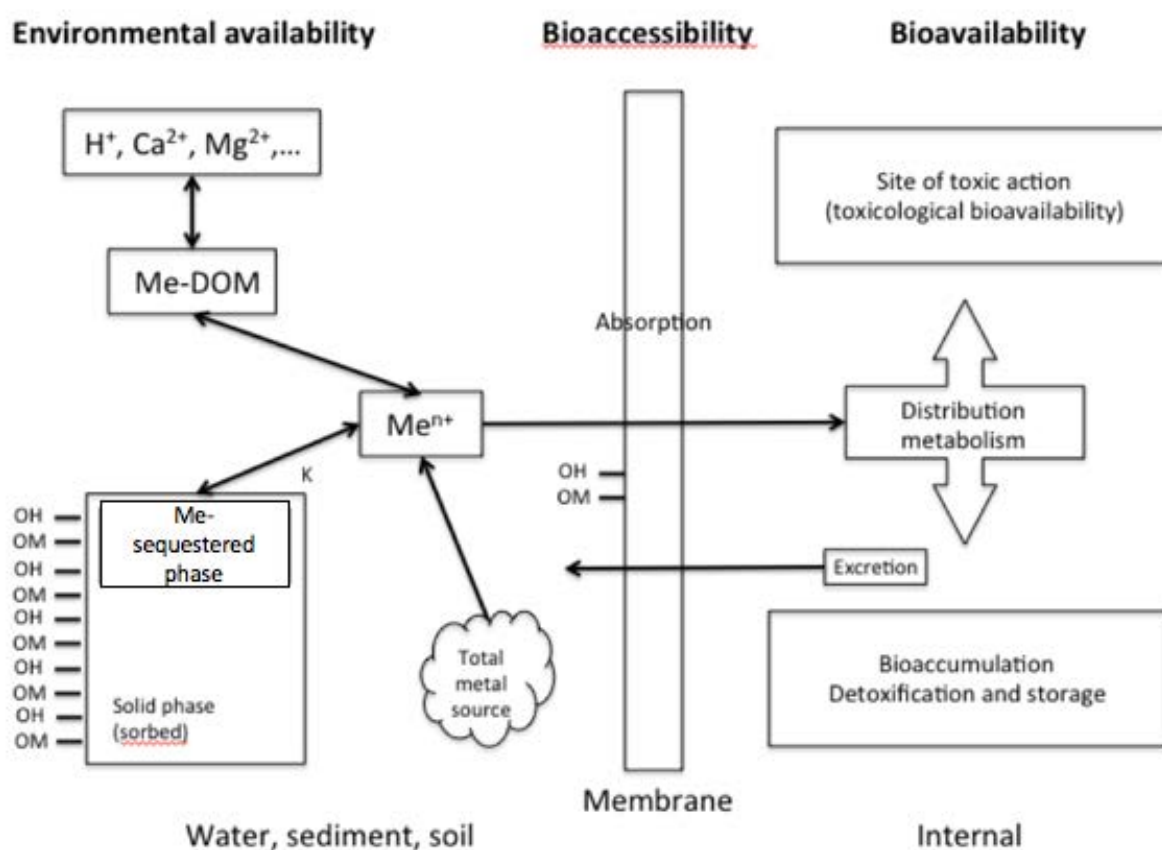 Environmental availability
Bioaccessibility
Bioavailability
H⁺, Ca²⁺, Mg²⁺,...
Me-DOM
Meⁿ⁺
K
OH
OM
OH
OM
OH
OM
OH
OM
OH
OM
Me-
sequestered
phase
Solid phase
(sorbed)
Total
metal
source
Absorption
OH
OM
Membrane
Site of toxic action
(toxicological bioavailability)
Distribution
metabolism
Excretion
Bioaccumulation
Detoxification and storage
Water, sediment, soil
Internal